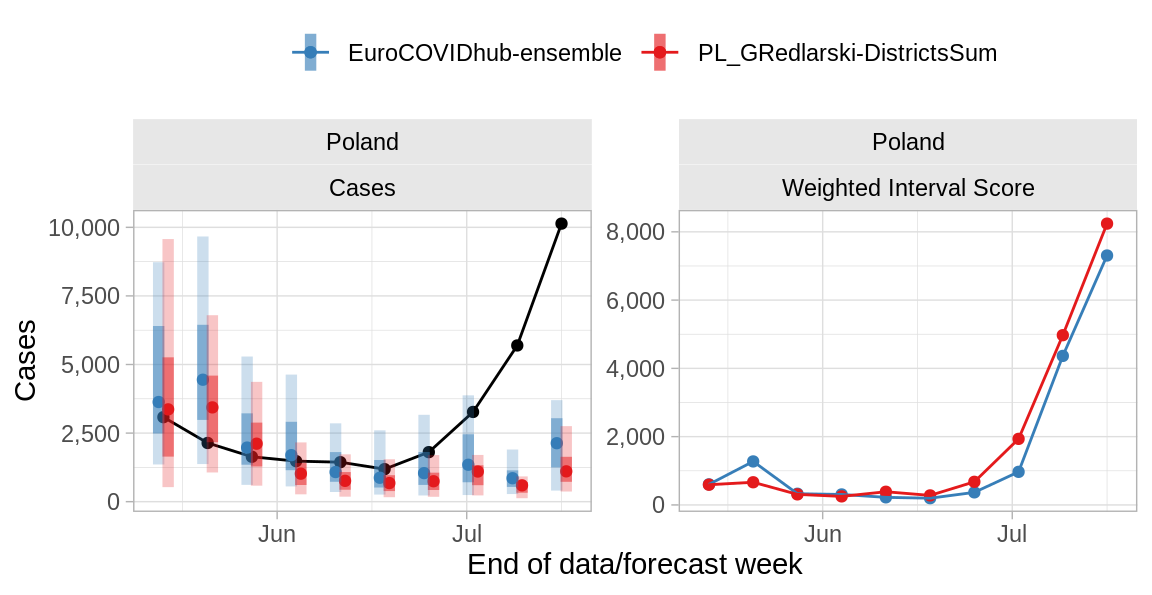 EuroCOVIDhub-ensemble PL_GRedlarski-DistrictsSum
Poland
Cases
10,000
7,500
5,000
2,500
0
Cases
Jun Jul
Poland
Weighted Interval Score
8,000
6,000
4,000
2,000
0
Jun Jul
End of data/forecast week